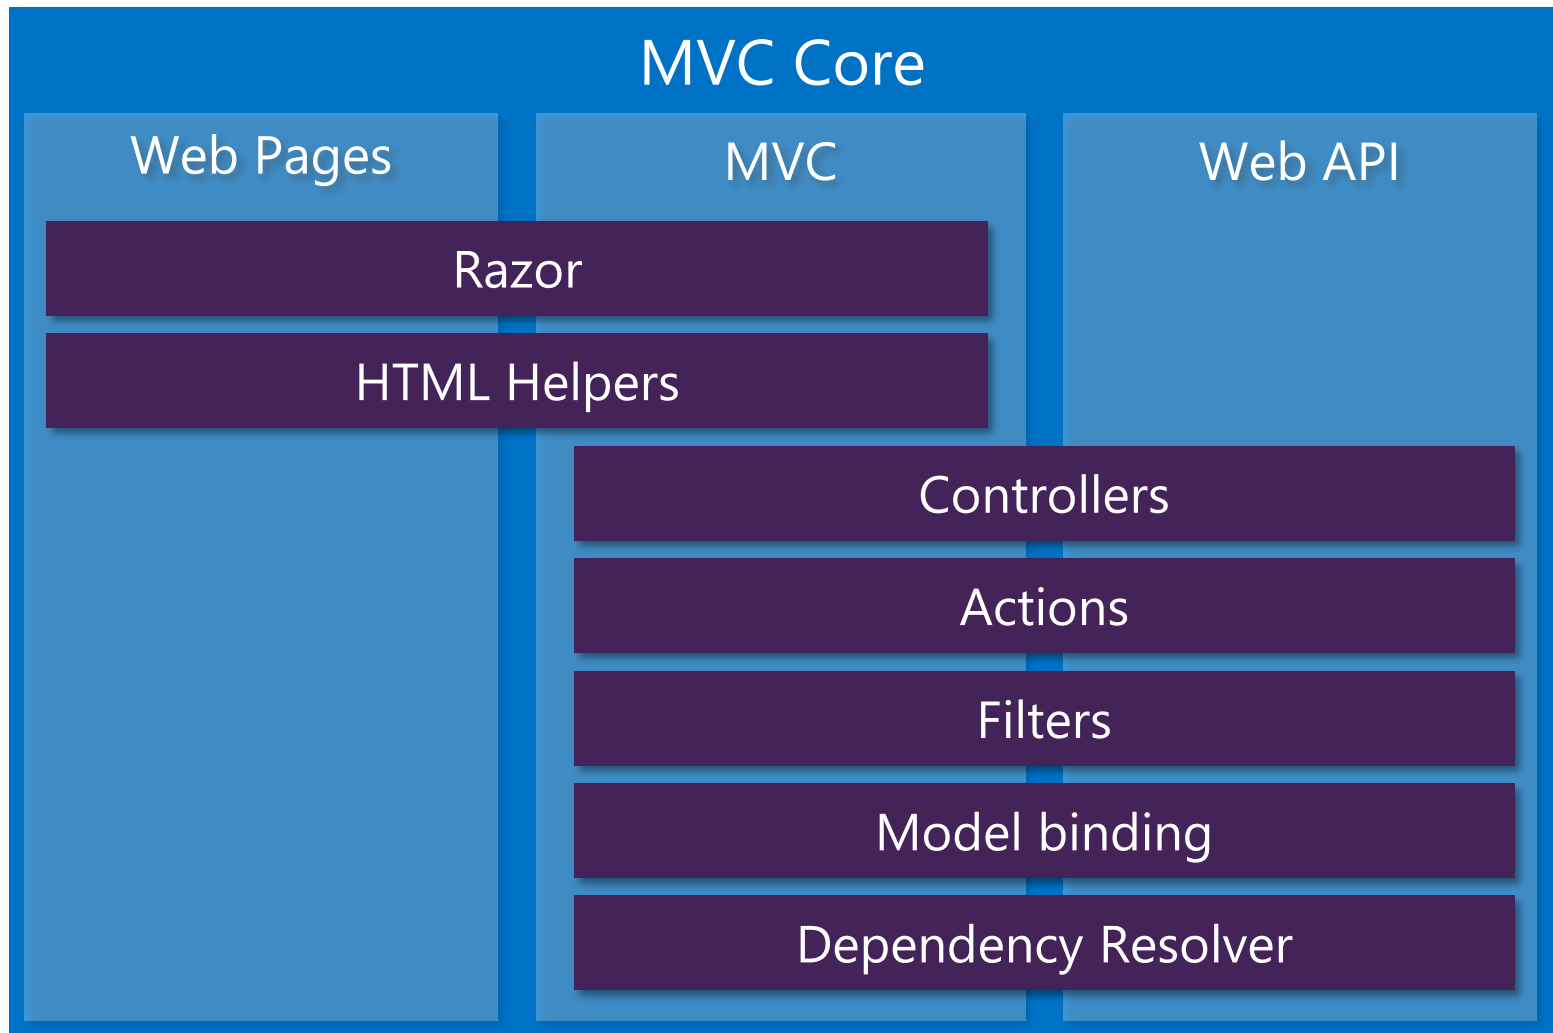 MVC Core
Web Pages
MVC
Web API
Razor
HTML Helpers
Controllers
Actions
Filters
Model binding
Dependency Resolver